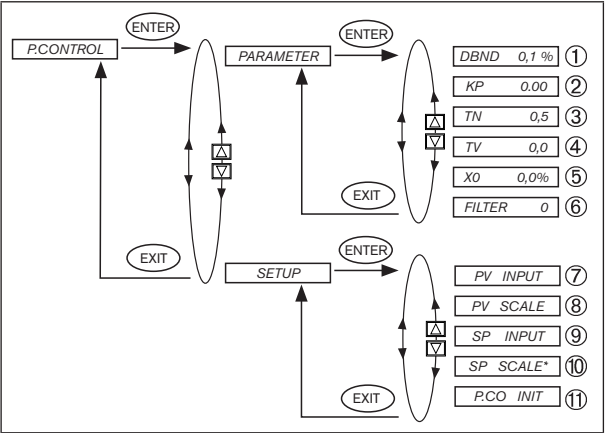 ENTER
P.CONTROL
ENTER
PARAMETER
DBND 0,1 % ①
KP 0.00 ②
TN 0,5 ③
TV 0,0 ④
X0 0,0% ⑤
EXIT
FILTER 0 ⑥
EXIT
ENTER
SETUP
PV INPUT ⑦
PV SCALE ⑧
SP INPUT ⑨
SP SCALE* ⑩
EXIT
P.CO INIT ⑪